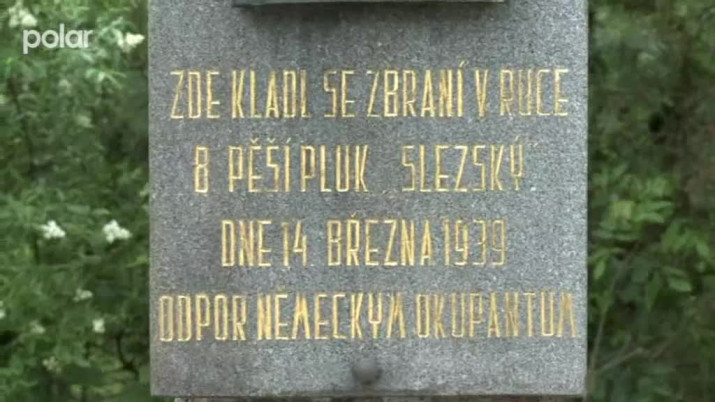 polar
ZDE KLADL SE ZBRANÍ V RUCE
8 PĚŠÍ PLUK „SLEZSKÝ"
DNE 14 BŘEZNA 1939
ODPOR NĚMECKÝM OKUPANTŮM